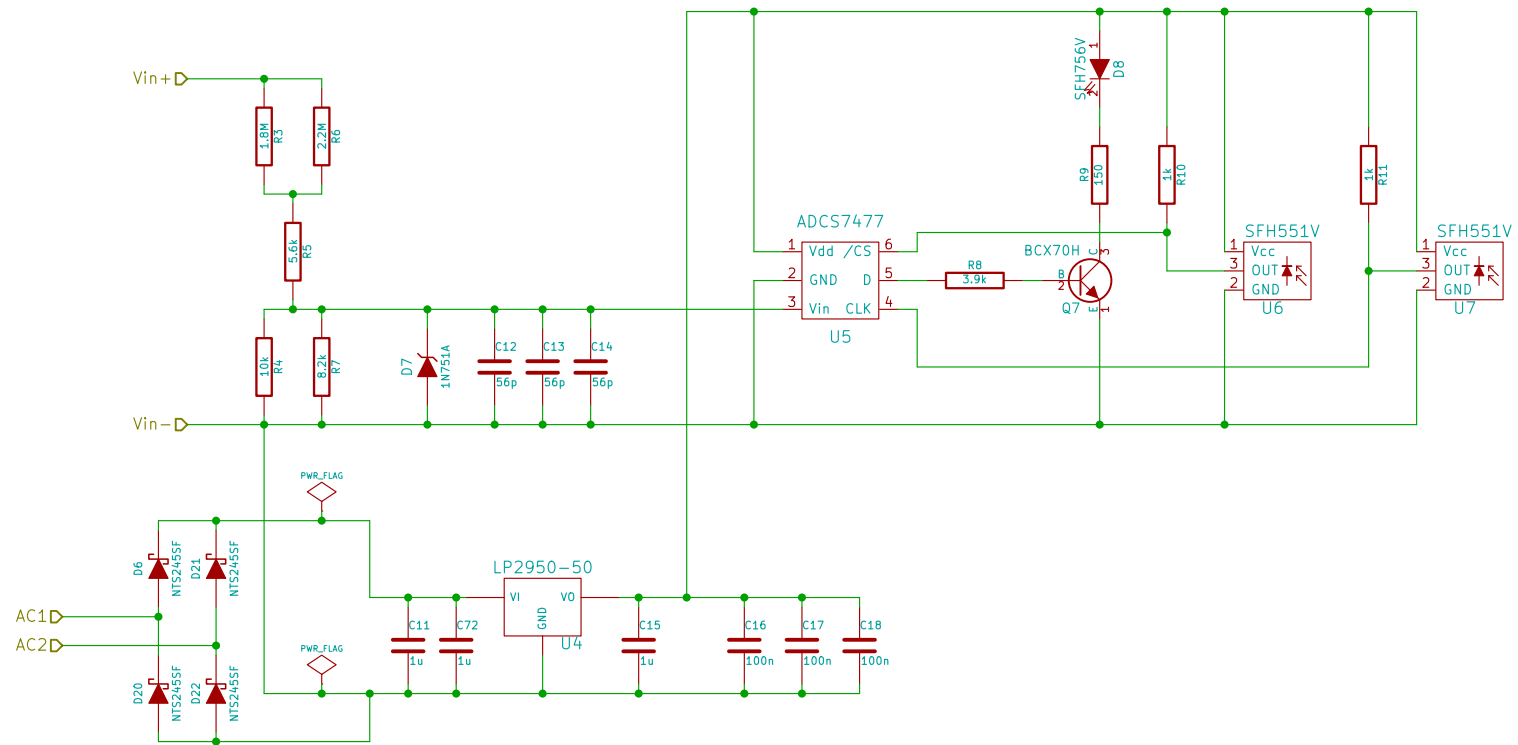 Vin+
1.8M
R3
2.2M
R6
5.6k
R5
10k
R4
8.2k
R7
Vin-
D7
1N751A
C12
56p
C13
56p
C14
56p
ADCS7477
1
Vdd
/CS
6
2
GND
D
5
3
Vin
CLK
4
U5
R8
3.9k
SFH756V
1
2
D8
R9
150
BCX70H
C
3
B
2
E
1
Q7
1k
R10
SFH551V
1
Vcc
3
OUT
2
GND
U6
1k
R11
SFH551V
1
Vcc
3
OUT
2
GND
U7
PWR_FLAG
D6
NTS245SF
D21
NTS245SF
AC1
AC2
D20
NTS245SF
D22
NTS245SF
PWR_FLAG
C11
1u
C72
1u
LP2950-50
VI
VO
GND
U4
C15
1u
C16
100n
C17
100n
C18
100n